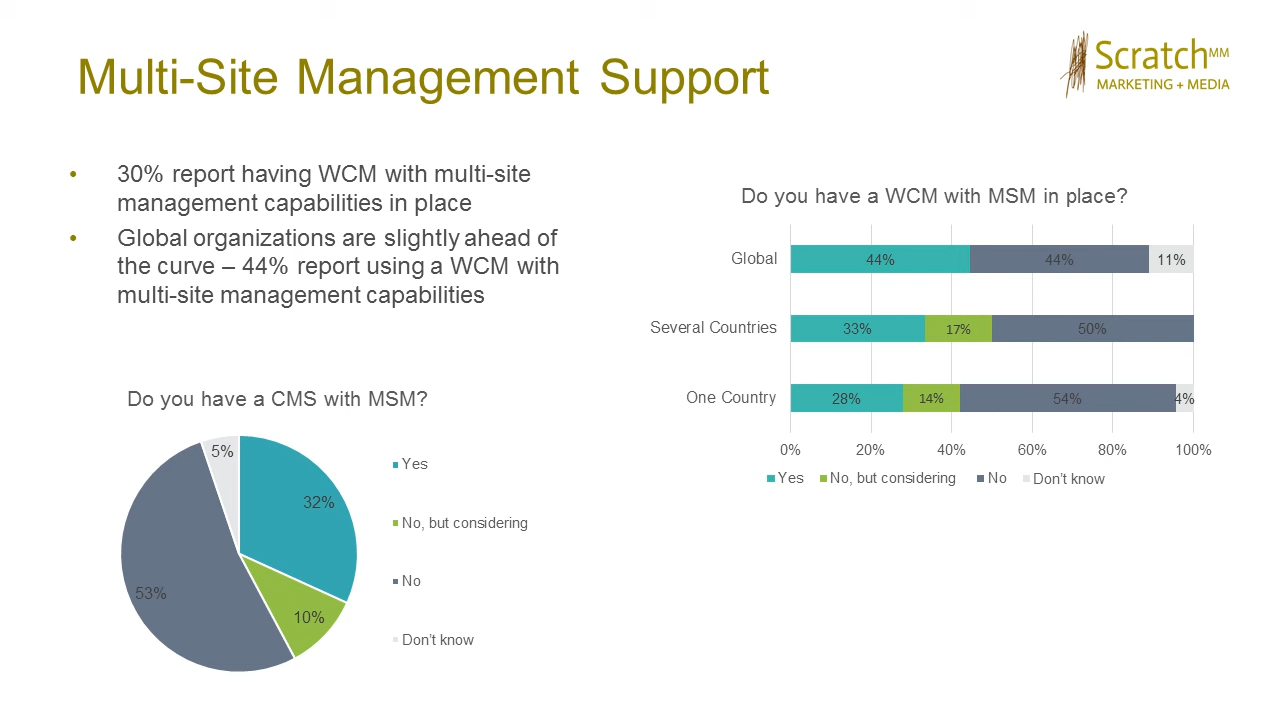 Multi-Site Management Support
Scratch MM
MARKETING + MEDIA
• 30% report having WCM with multi-site
management capabilities in place
• Global organizations are slightly ahead of
the curve – 44% report using a WCM with
multi-site management capabilities
Do you have a CMS with MSM?
5%
32%
53%
10%
Yes
No, but considering
No
Don't know
Do you have a WCM with MSM in place?
Global 44% 44% 11%
Several Countries 33% 17% 50%
One Country 28% 14% 54% 4%
0% 20% 40% 60% 80% 100%
Yes No, but considering No Don't know